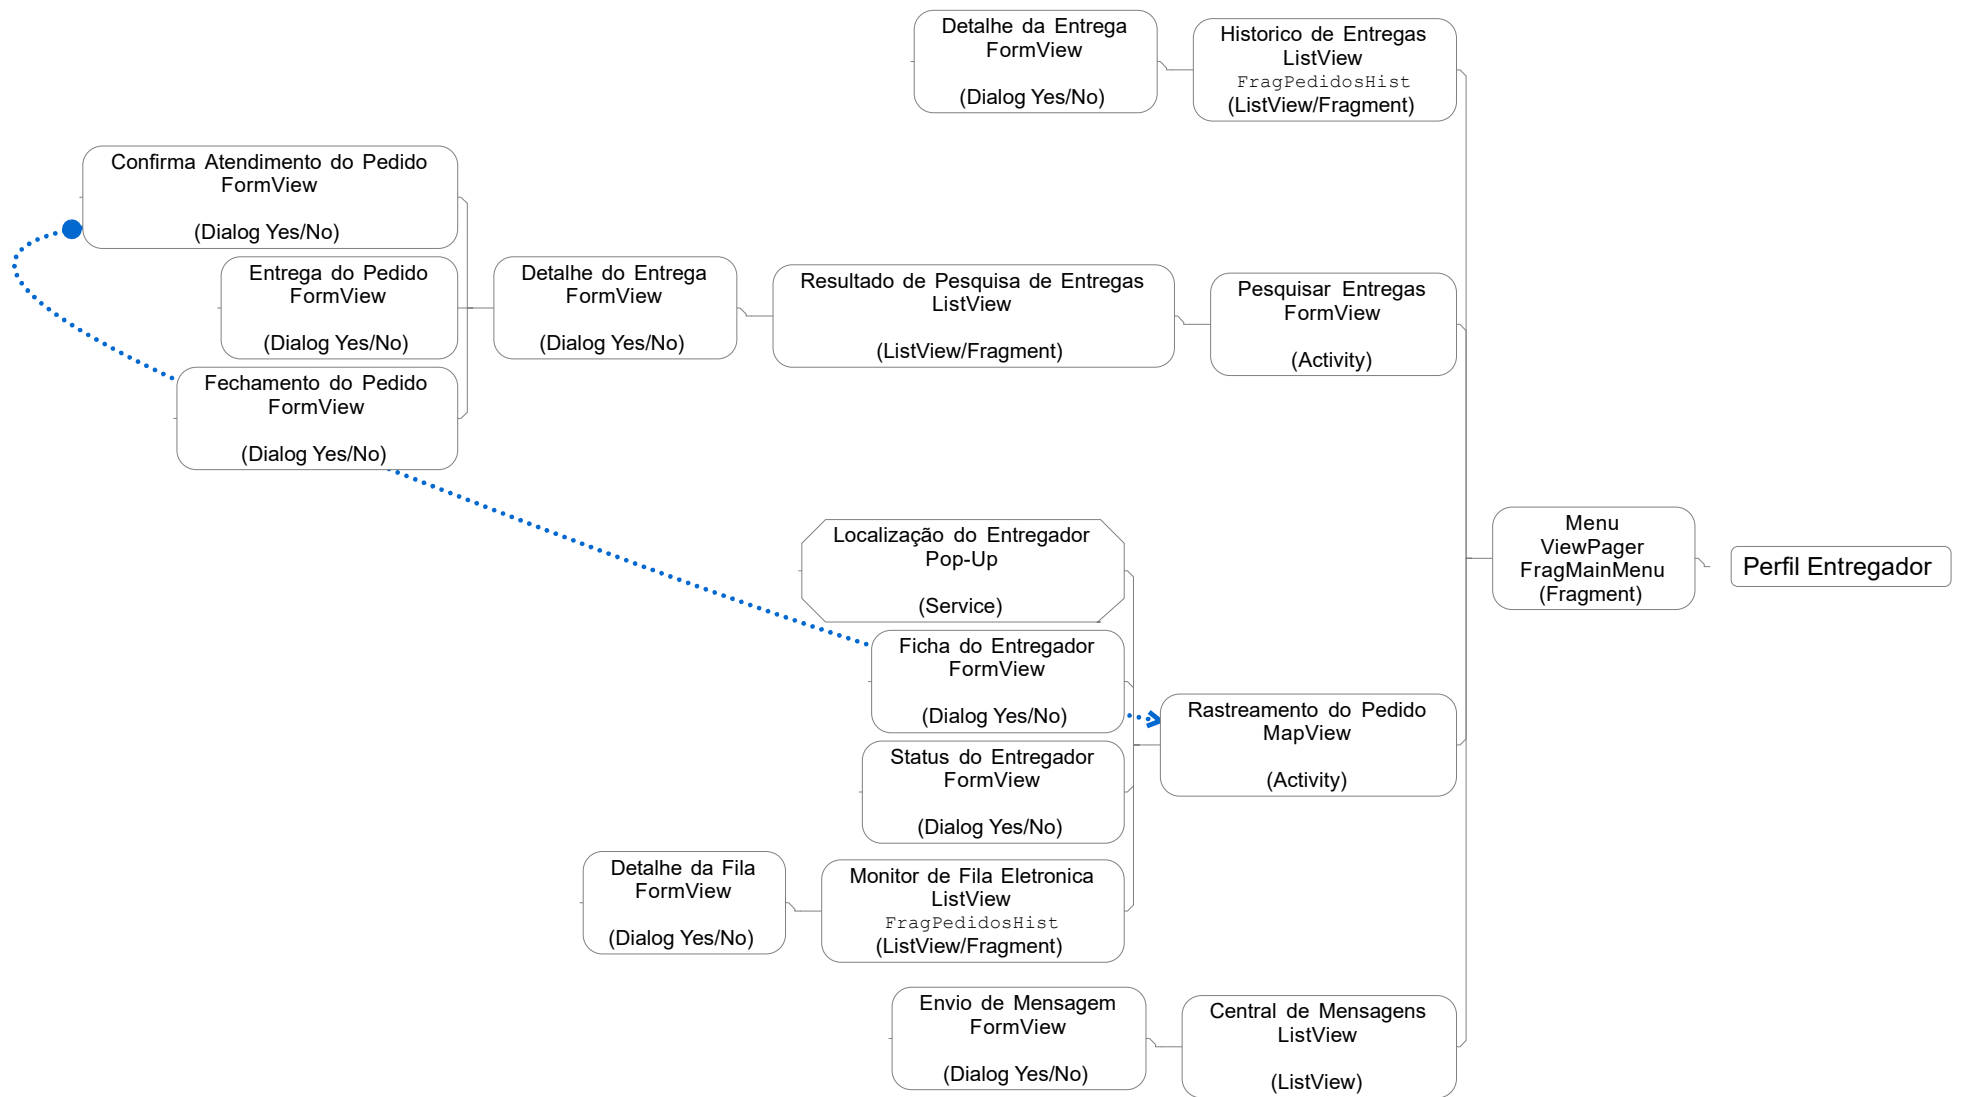 Detalhe da Entrega
FormView
(Dialog Yes/No)
Historico de Entregas
ListView
FragPedidosHist
(ListView/Fragment)
Confirma Atendimento do Pedido
FormView
(Dialog Yes/No)
Entrega do Pedido
FormView
(Dialog Yes/No)
Detalhe do Entrega
FormView
(Dialog Yes/No)
Resultado de Pesquisa de Entregas
ListView
(ListView/Fragment)
Pesquisar Entregas
FormView
(Activity)
Fechamento do Pedido
FormView
(Dialog Yes/No)
Localização do Entregador
Pop-Up
(Service)
Menu
ViewPager
FragMainMenu
(Fragment)
Perfil Entregador
Ficha do Entregador
FormView
(Dialog Yes/No)
Rastreamento do Pedido
MapView
(Activity)
Status do Entregador
FormView
(Dialog Yes/No)
Detalhe da Fila
FormView
(Dialog Yes/No)
Monitor de Fila Eletronica
ListView
FragPedidosHist
(ListView/Fragment)
Envio de Mensagem
FormView
(Dialog Yes/No)
Central de Mensagens
ListView
(ListView)